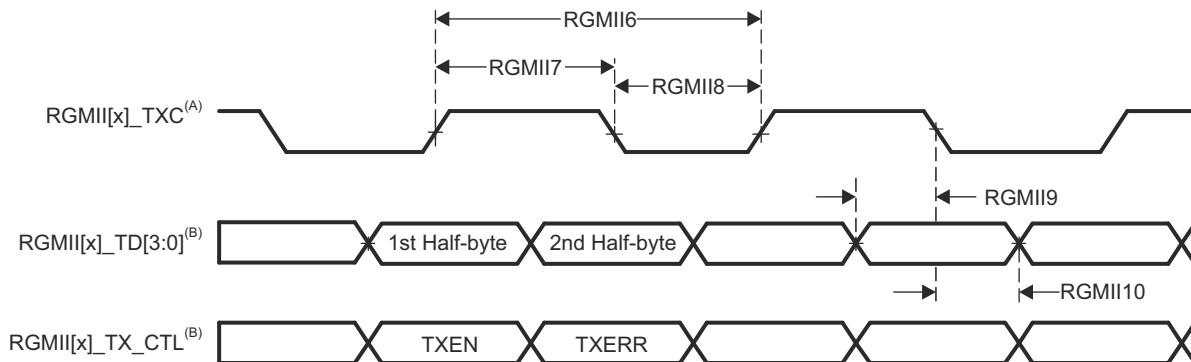 RGMII6
RGMII7
RGMII8
RGMII[x]_TXC(A)
RGMII9
RGMII[x]_TD[3:0](B)
1st Half-byte
2nd Half-byte
RGMII10
RGMII[x]_TX_CTL(B)
TXEN
TXERR